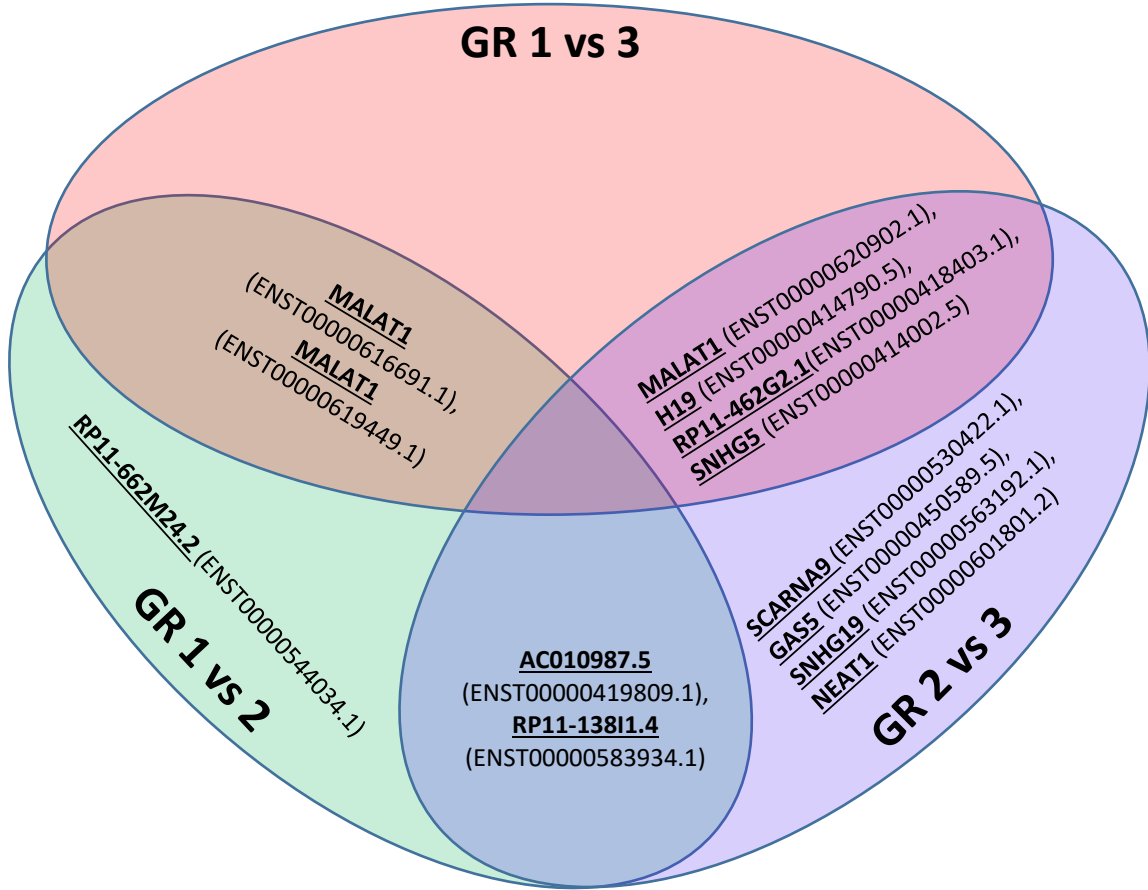 GR 1 vs 3
MALAT1
(ENST00000616691.1),
MALAT1
(ENST00000619449.1)
MALAT1 (ENST00000620902.1),
H19 (ENST00000414790.5),
RP11-462G2.1(ENST00000418403.1),
SNHG5 (ENST00000414002.5)
RP11-662M24.2 (ENST00000544034.1)
GR 1 vs 2
AC010987.5
(ENST00000419809.1),
RP11-138I1.4
(ENST00000583934.1)
SCARNA9 (ENST00000530422.1),
GAS5 (ENST00000450589.5),
SNHG19 (ENST00000563192.1),
NEAT1 (ENST00000601801.2)
GR 2 vs 3